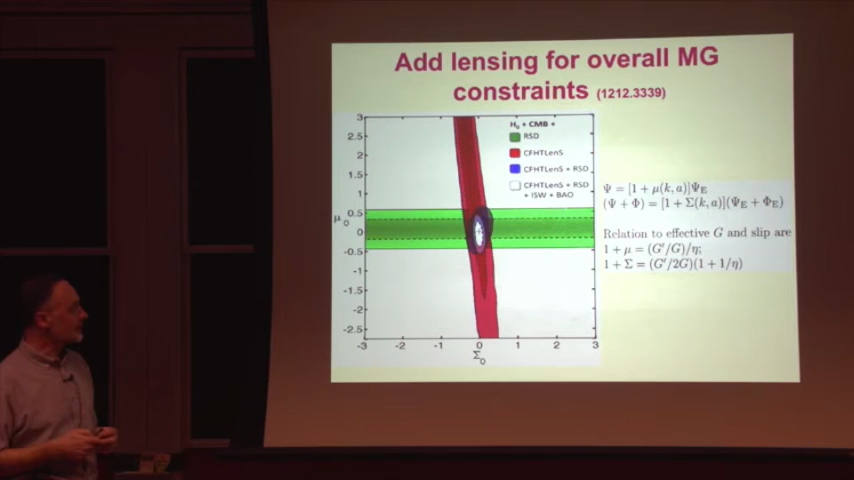 Add lensing for overall MG
constraints (1212.3339)
H₀ + CMB +
RSD
CFHTLenS
CFHTLenS + RSD
CFHTLenS + RSD
+ ISW + BAO
3
2.5
2
1.5
1
0.5
0
-0.5
-1
-1.5
-2
-2.5
μ₀
-3
-2
-1
0
1
2
3
Σ₀
Ψ = [1 + μ(k, a)]Ψ_E
(Ψ + Φ) = [1 + Σ(k, a)](Ψ_E + Φ_E)
Relation to effective G and slip are
1 + μ = (G′/G)/η;
1 + Σ = (G′/2G)(1 + 1/η)